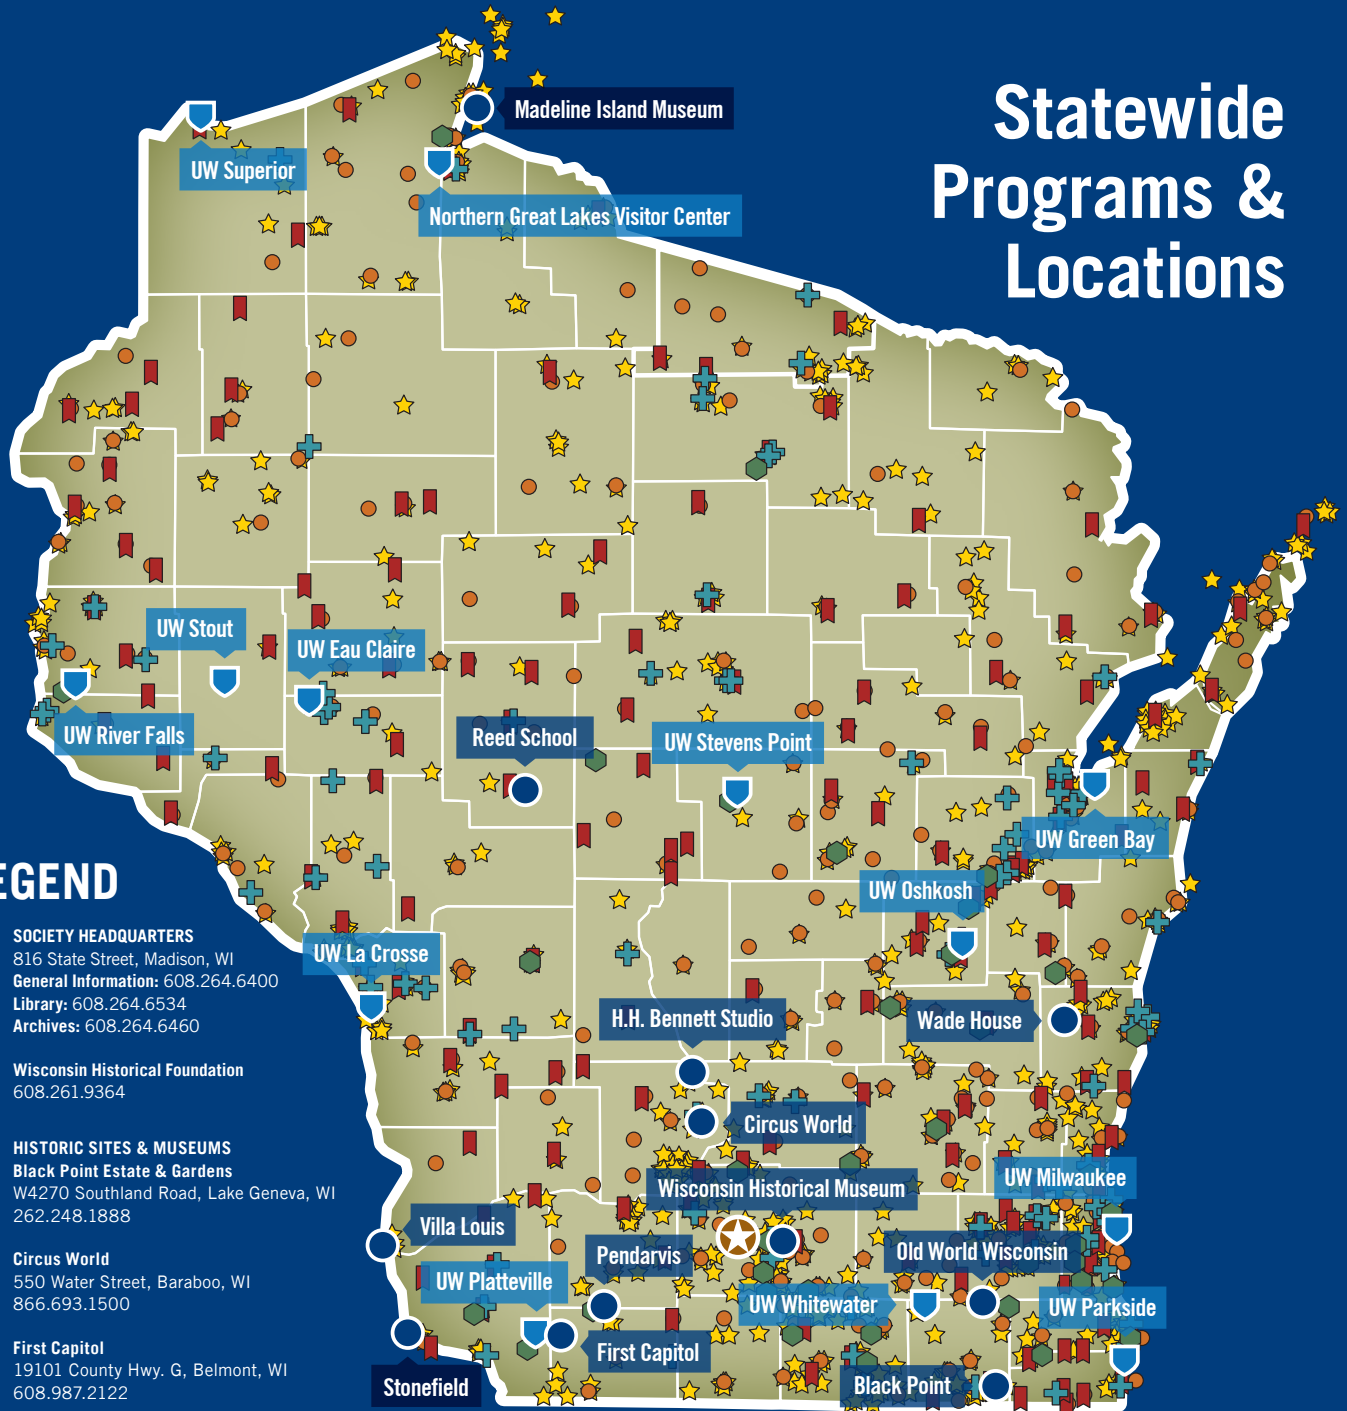 Statewide
Programs &
Locations
Madeline Island Museum
UW Superior
Northern Great Lakes Visitor Center
UW Stout
UW Eau Claire
UW River Falls
Reed School
UW Stevens Point
UW Green Bay
UW Oshkosh
UW La Crosse
H.H. Bennett Studio
Wade House
Circus World
UW Milwaukee
Wisconsin Historical Museum
Villa Louis
Pendarvis
Old World Wisconsin
UW Platteville
UW Whitewater
UW Parkside
First Capitol
Stonefield
Black Point
EGEND
SOCIETY HEADQUARTERS
816 State Street, Madison, WI
General Information: 608.264.6400
Library: 608.264.6534
Archives: 608.264.6460
Wisconsin Historical Foundation
608.261.9364
HISTORIC SITES & MUSEUMS
Black Point Estate & Gardens
W4270 Southland Road, Lake Geneva, WI
262.248.1888
Circus World
550 Water Street, Baraboo, WI
866.693.1500
First Capitol
19101 County Hwy. G, Belmont, WI
608.987.2122